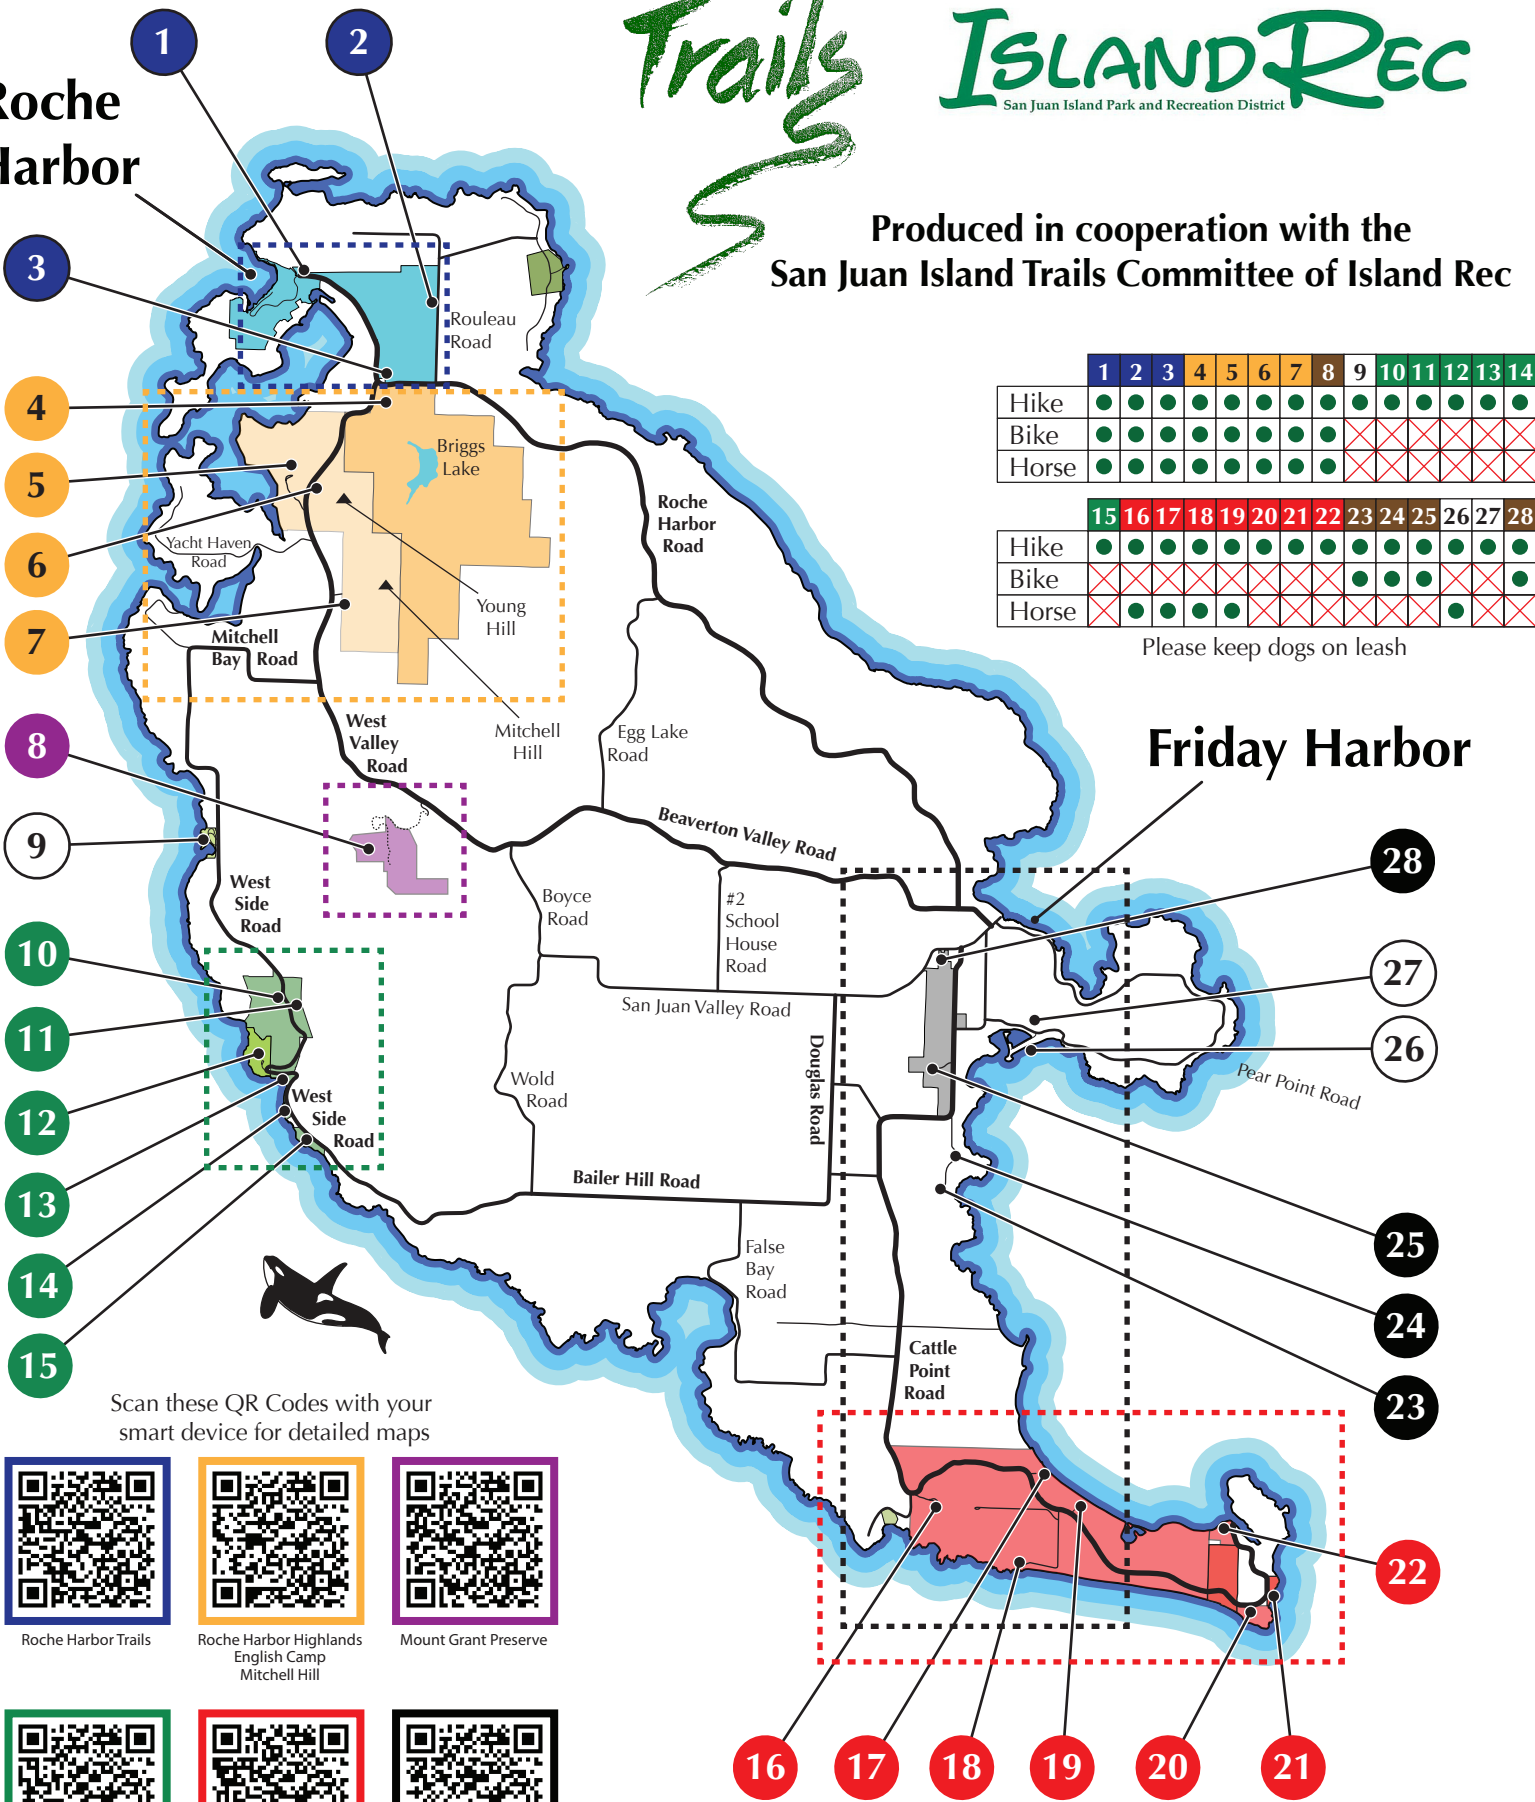 Trails
ISLAND REC
San Juan Island Park and Recreation District
Produced in cooperation with the
San Juan Island Trails Committee of Island Rec
1
2
Roche
Harbor
3
4
5
6
7
8
9
10
11
12
13
14
15
Rouleau
Road
Briggs
Lake
Yacht Haven
Road
Roche
Harbor
Road
Young
Hill
Mitchell
Bay Road
Mitchell
Hill
West
Valley
Road
Egg Lake
Road
Beaverton Valley Road
West
Side
Road
Boyce
Road
#2
School
House
Road
San Juan Valley Road
Douglas Road
Wold
Road
West
Side
Road
Bailer Hill Road
False
Bay
Road
Cattle
Point
Road
Pear Point Road
1 2 3 4 5 6 7 8 9 10 11 12 13 14
Hike
Bike
Horse
15 16 17 18 19 20 21 22 23 24 25 26 27 28
Hike
Bike
Horse
Please keep dogs on leash
Friday Harbor
28
27
26
25
24
23
22
16
17
18
19
20
21
Scan these QR Codes with your
smart device for detailed maps
Roche Harbor Trails
Roche Harbor Highlands
English Camp
Mitchell Hill
Mount Grant Preserve